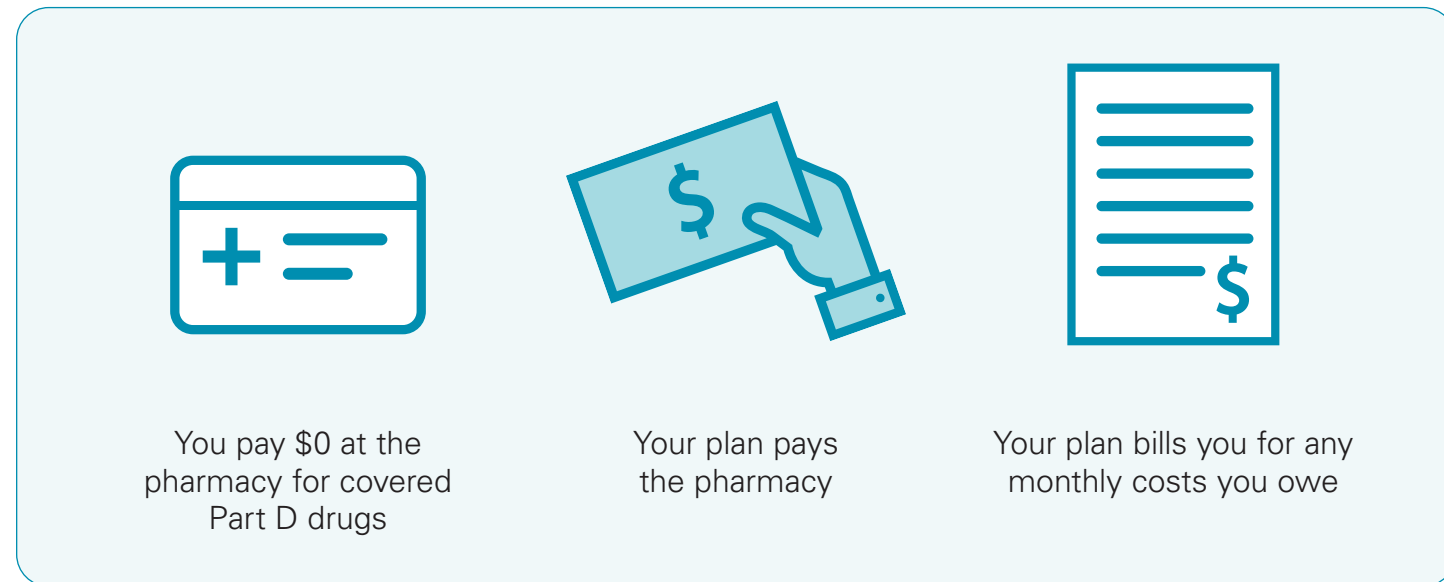 You pay $0 at the
pharmacy for covered
Part D drugs
Your plan pays
the pharmacy
Your plan bills you for any
monthly costs you owe